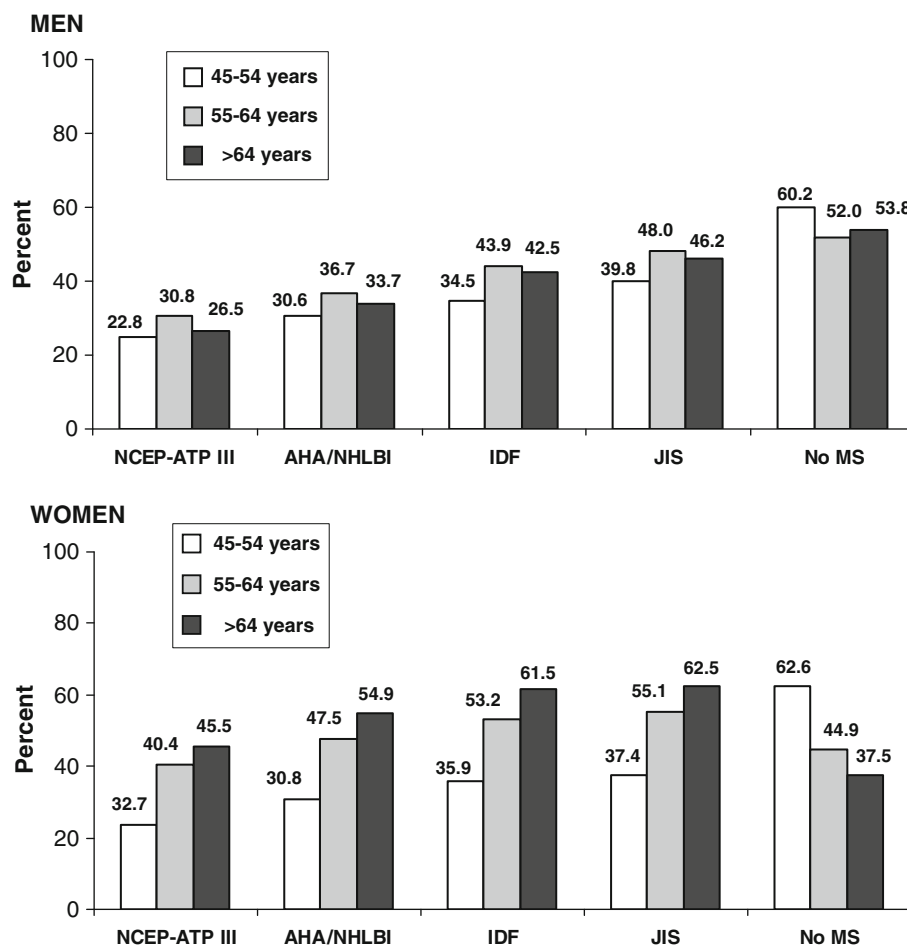 MEN
100
80
60
40
20
0
Percent
45-54 years
55-64 years
>64 years
22.8 30.8 26.5
30.6 36.7 33.7
34.5 43.9 42.5
39.8 48.0 46.2
60.2 52.0 53.8
NCEP-ATP III AHA/NHLBI IDF JIS No MS
WOMEN
100
80
60
40
20
0
Percent
45-54 years
55-64 years
>64 years
32.7 40.4 45.5
30.8 47.5 54.9
35.9 53.2 61.5
37.4 55.1 62.5
62.6 44.9 37.5
NCEP-ATP III AHA/NHLBI IDF JIS No MS